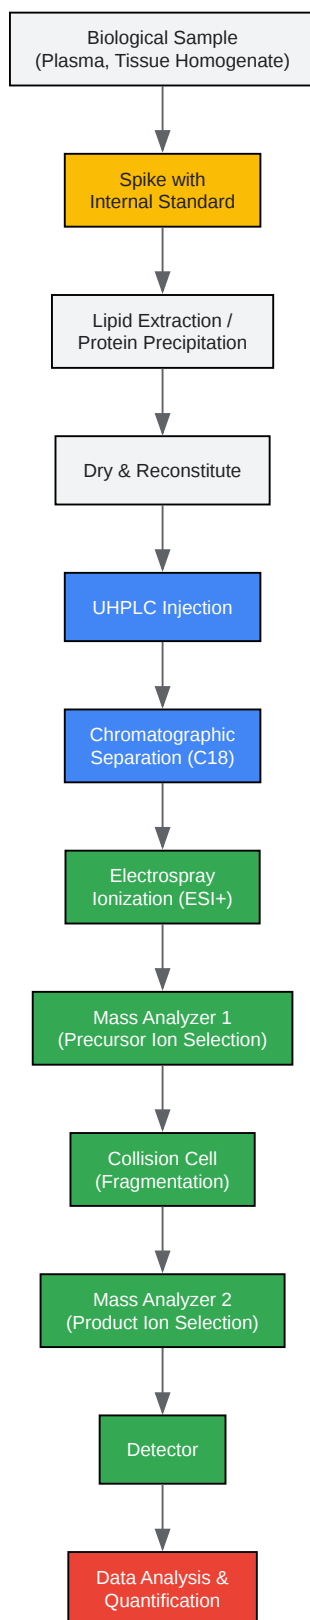 Biological Sample
(Plasma, Tissue Homogenate)
Spike with
Internal Standard
Lipid Extraction /
Protein Precipitation
Dry & Reconstitute
UHPLC Injection
Chromatographic
Separation (C18)
Electrospray
Ionization (ESI+)
Mass Analyzer 1
(Precursor Ion Selection)
Collision Cell
(Fragmentation)
Mass Analyzer 2
(Product Ion Selection)
Detector
Data Analysis &
Quantification